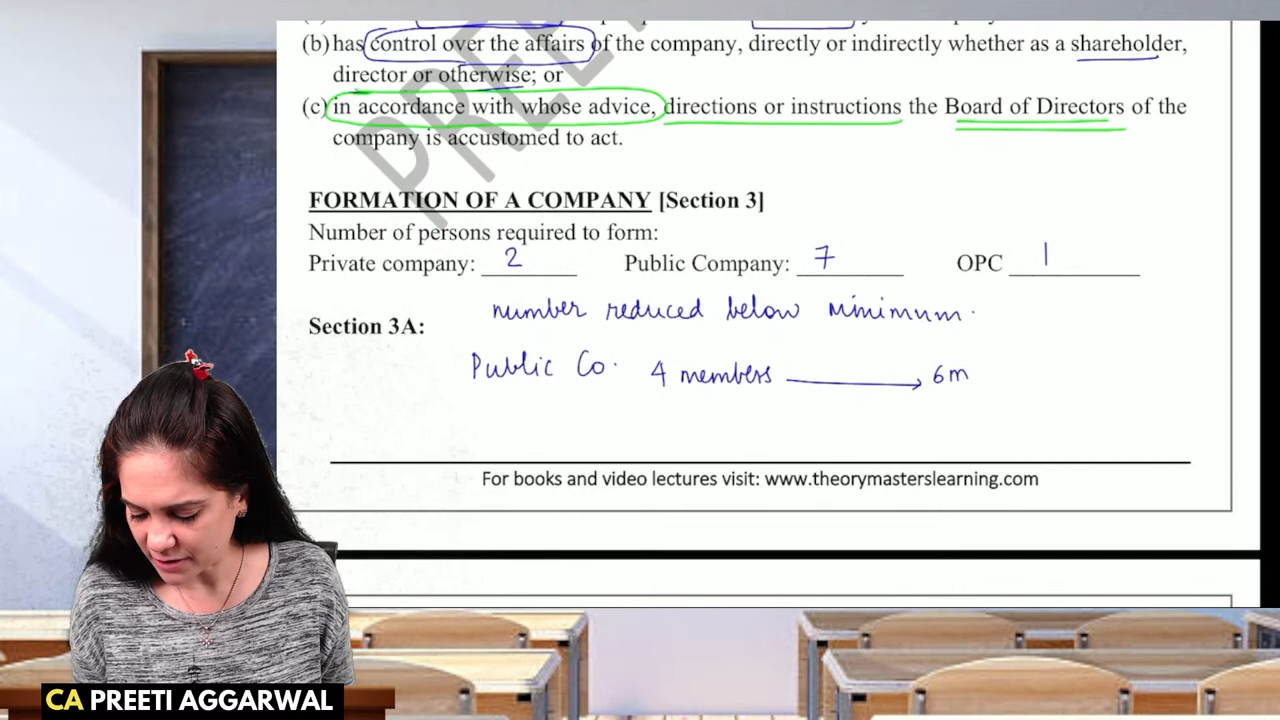 (b) has control over the affairs of the company, directly or indirectly whether as a shareholder,
director or otherwise; or
(c) in accordance with whose advice, directions or instructions the Board of Directors of the
company is accustomed to act.
FORMATION OF A COMPANY [Section 3]
Number of persons required to form:
Private company: 2 Public Company: 7 OPC 1
Section 3A: number reduced below minimum.
Public Co. 4 members → 6m
For books and video lectures visit: www.theorymasterslearning.com
CA PREETI AGGARWAL